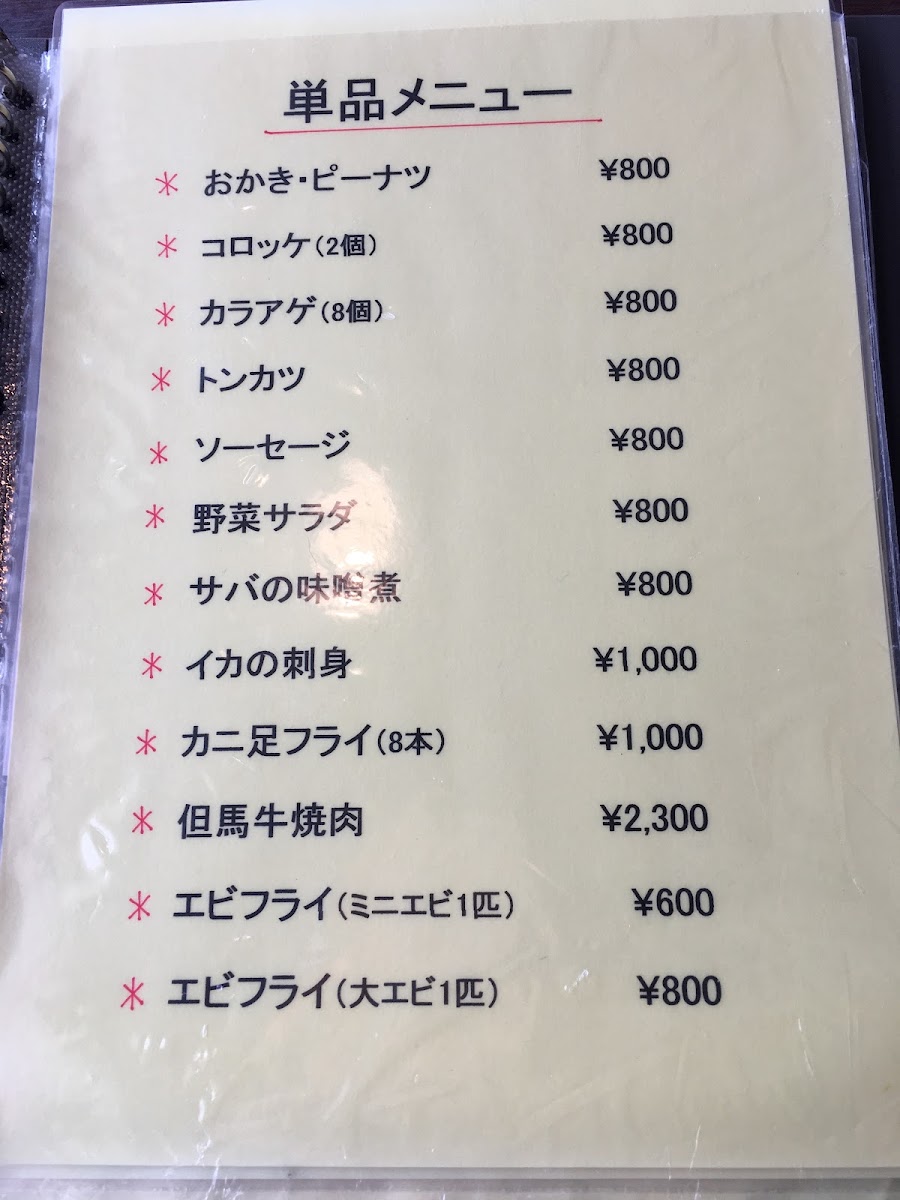 単品メニュー
＊ おかき・ピーナツ ¥800
＊ コロッケ(2個) ¥800
＊ カラアゲ(8個) ¥800
＊ トンカツ ¥800
＊ ソーセージ ¥800
＊ 野菜サラダ ¥800
＊ サバの味噌煮 ¥800
＊ イカの刺身 ¥1,000
＊ カニ足フライ(8本) ¥1,000
＊ 但馬牛焼肉 ¥2,300
＊ エビフライ(ミニエビ1匹) ¥600
＊ エビフライ(大エビ1匹) ¥800